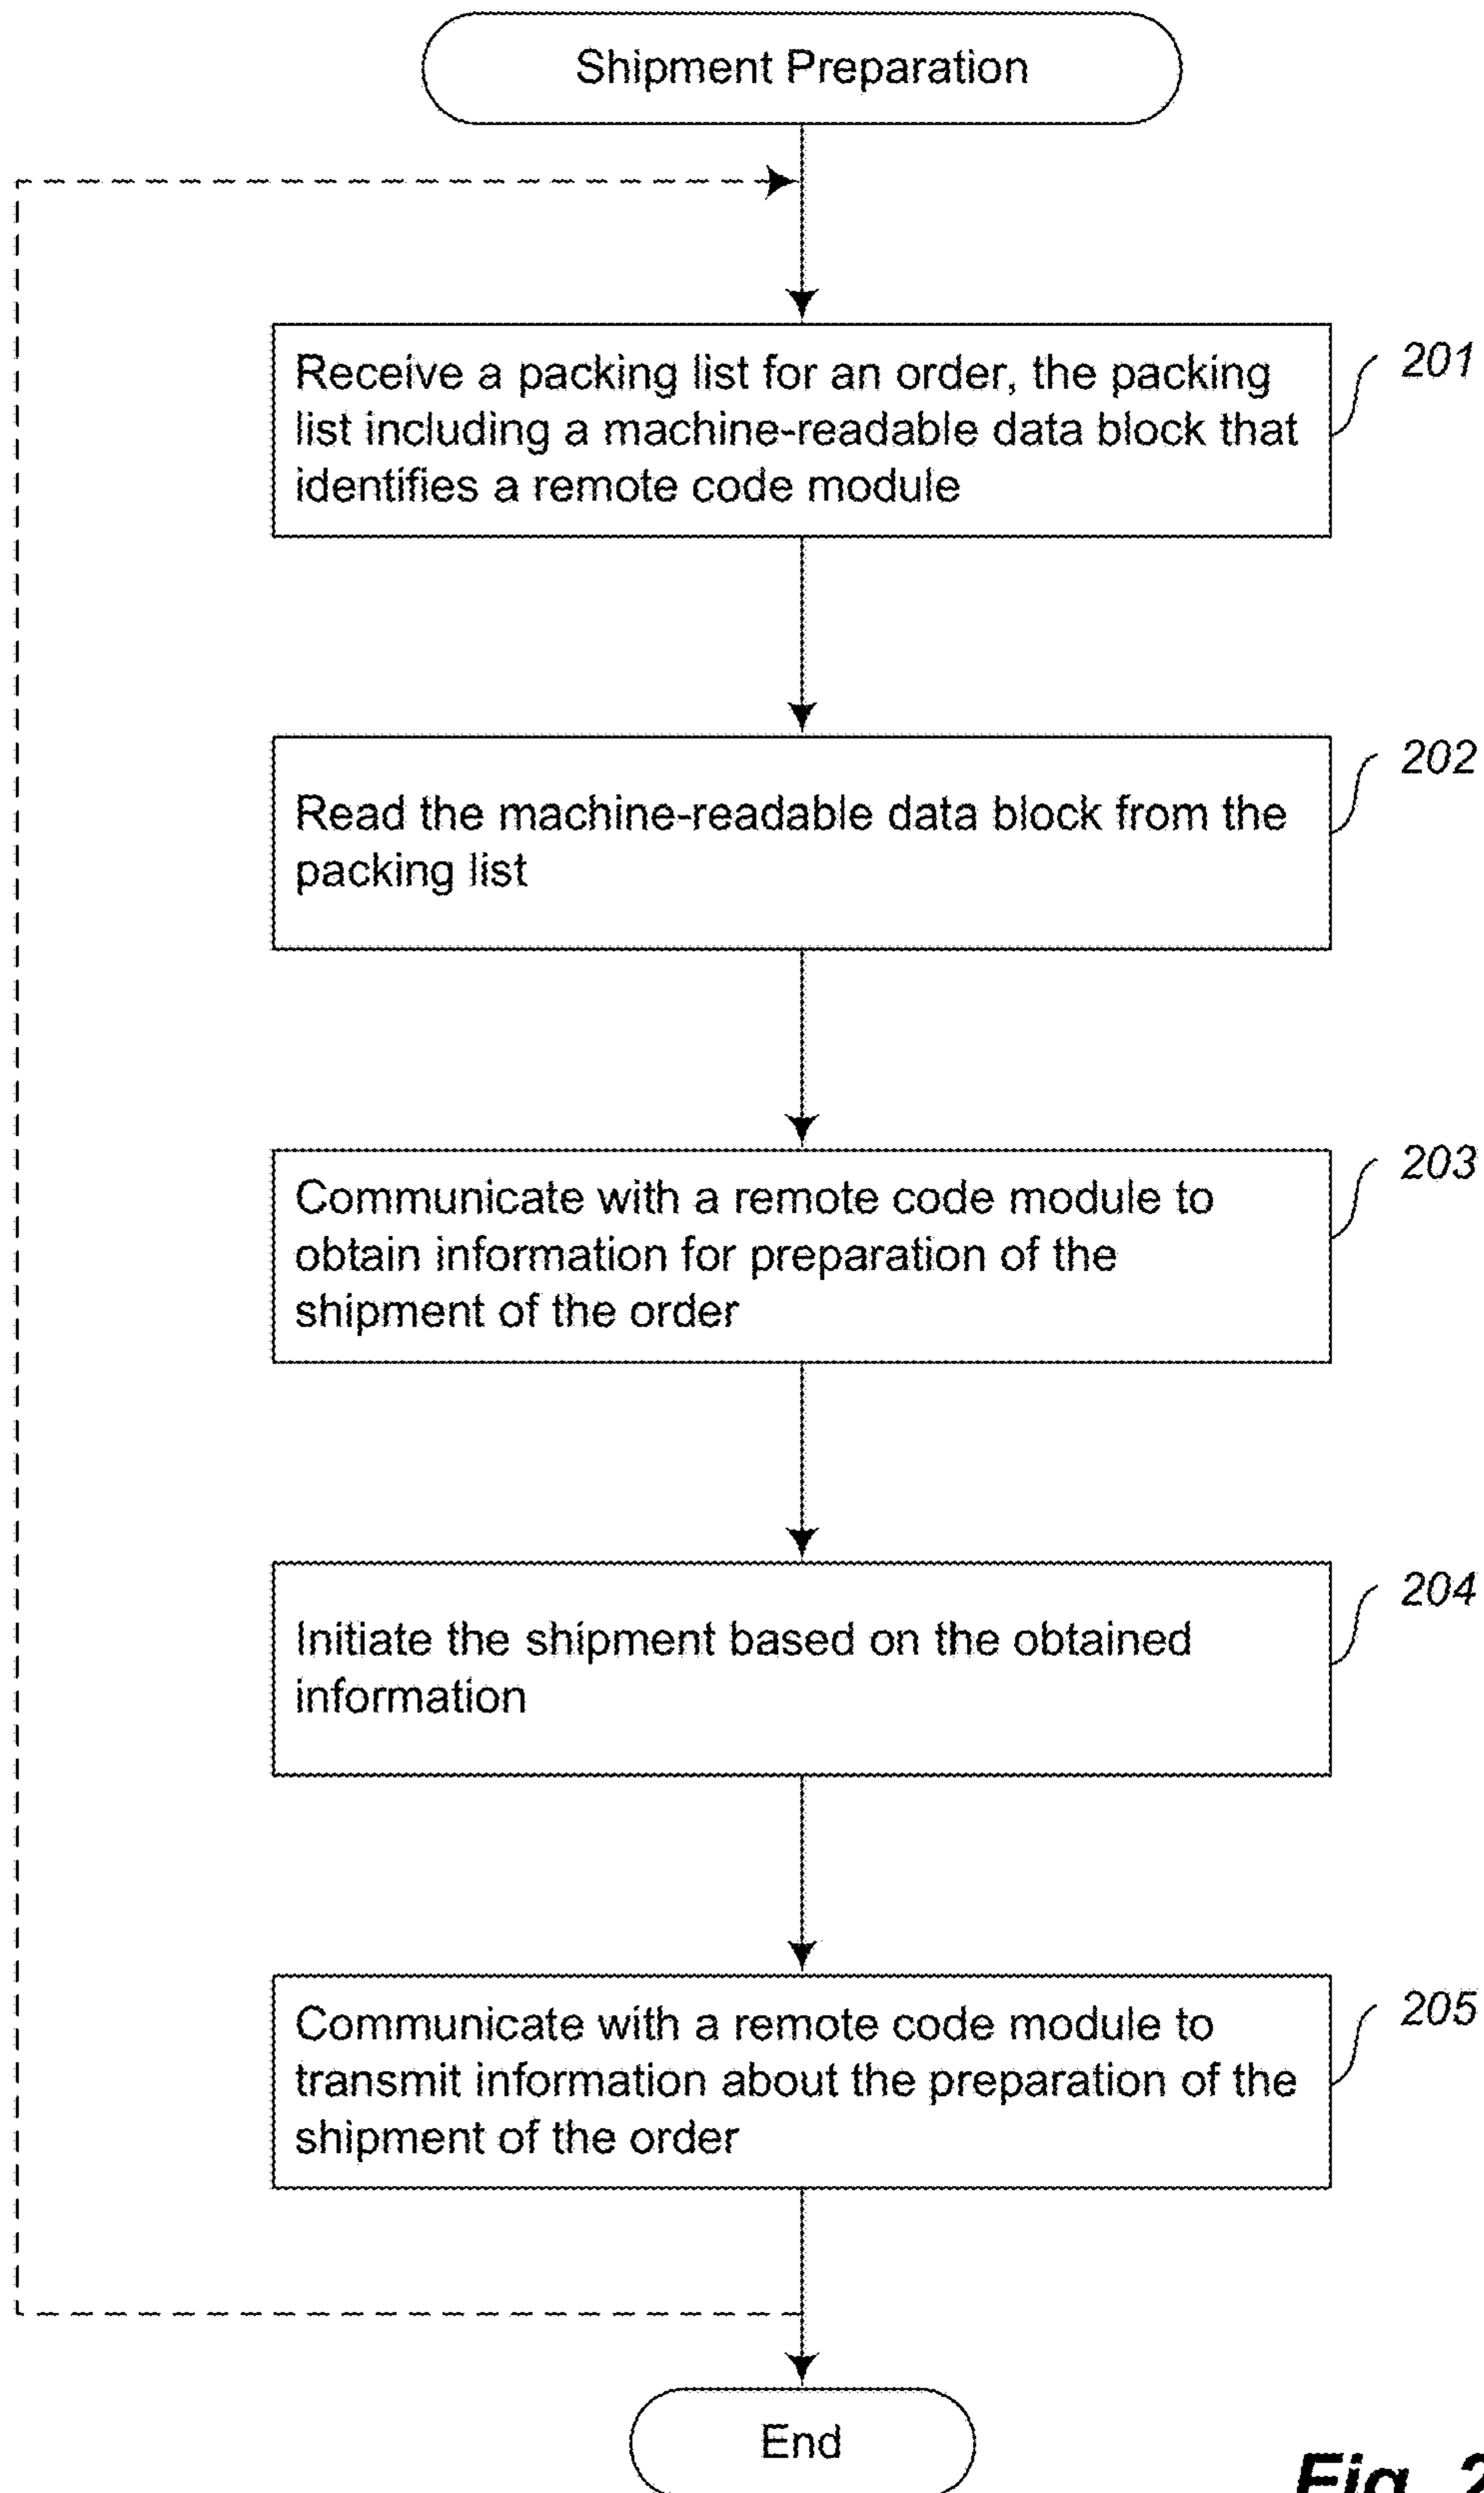 Shipment Preparation
Receive a packing list for an order, the packing
list including a machine-readable data block that
identifies a remote code module
201
Read the machine-readable data block from the
packing list
202
Communicate with a remote code module to
obtain information for preparation of the
shipment of the order
203
Initiate the shipment based on the obtained
information
204
Communicate with a remote code module to
transmit information about the preparation of the
shipment of the order
205
End
Fig. 2